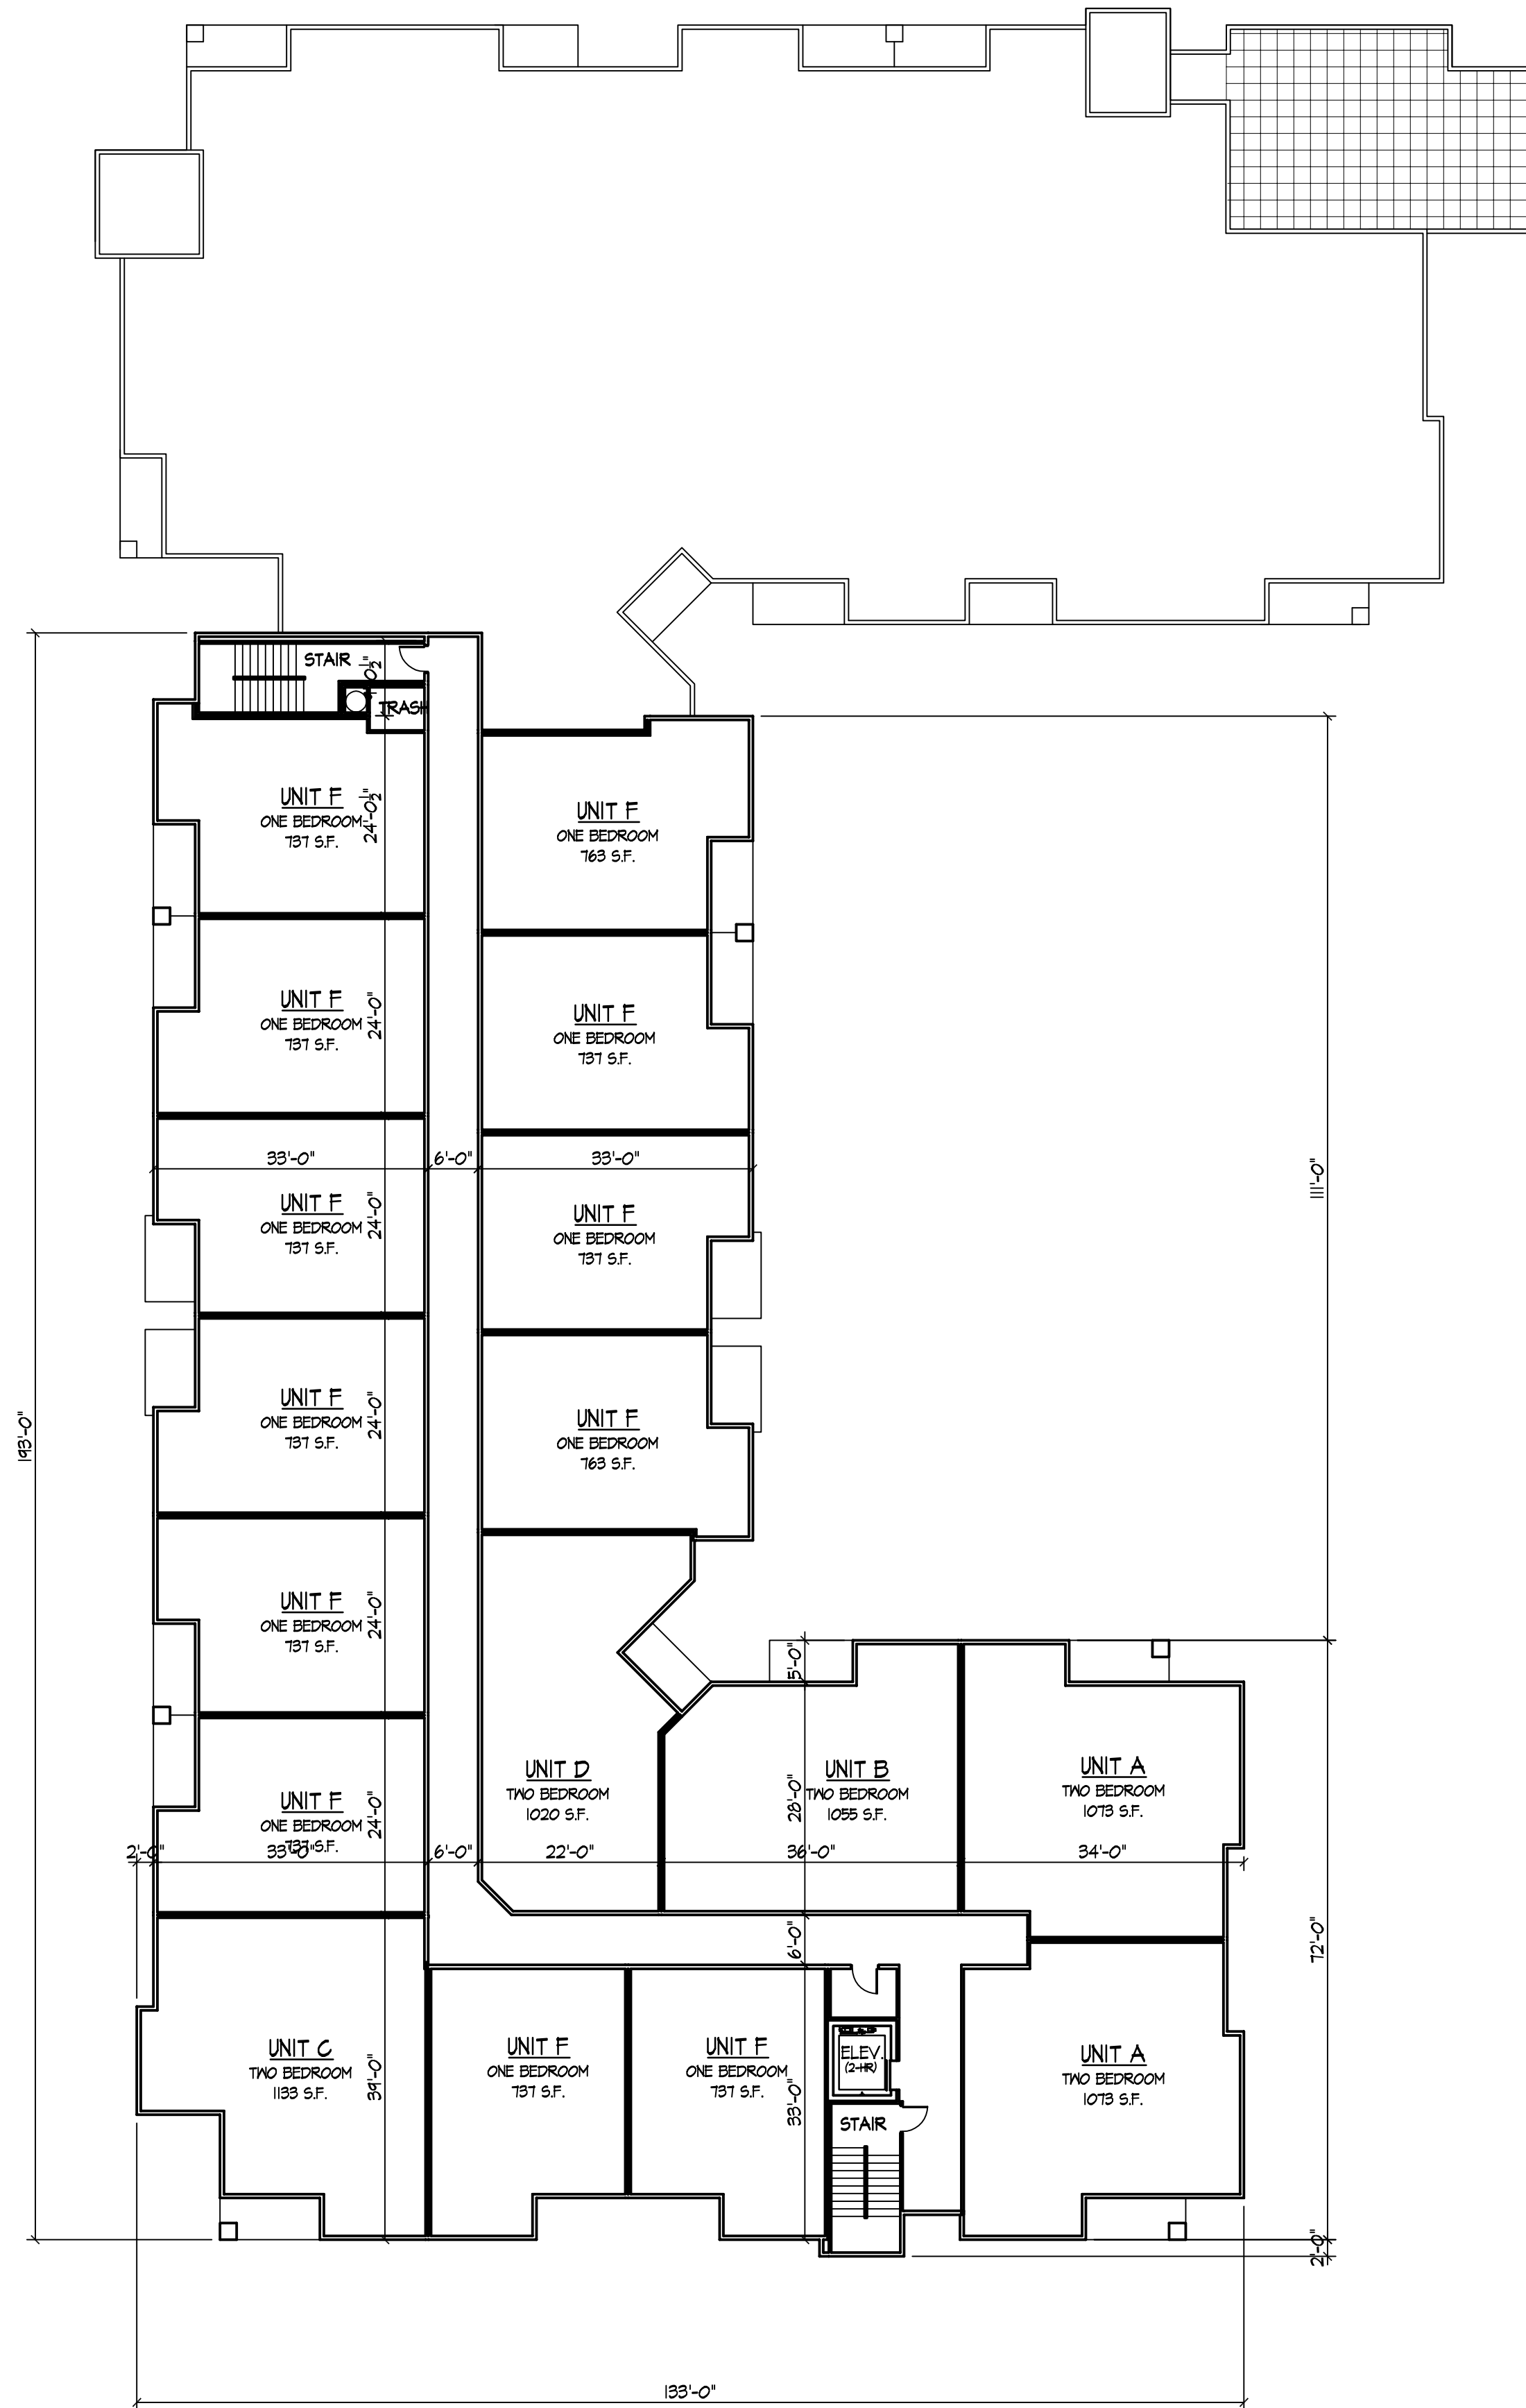 STAIR
TRASH
UNIT F
ONE BEDROOM
737 S.F.
24'-0½"
UNIT F
ONE BEDROOM
763 S.F.
UNIT F
ONE BEDROOM
737 S.F.
24'-0"
UNIT F
ONE BEDROOM
737 S.F.
33'-0"
6'-0"
33'-0"
111'-0"
UNIT F
ONE BEDROOM
737 S.F.
24'-0"
UNIT F
ONE BEDROOM
737 S.F.
193'-0"
UNIT F
ONE BEDROOM
737 S.F.
24'-0"
UNIT F
ONE BEDROOM
763 S.F.
UNIT F
ONE BEDROOM
737 S.F.
24'-0"
5'-0"
UNIT F
ONE BEDROOM
737 S.F.
24'-0"
UNIT D
TWO BEDROOM
1020 S.F.
28'-0"
UNIT B
TWO BEDROOM
1055 S.F.
UNIT A
TWO BEDROOM
1073 S.F.
2'-0"
33'-0"
6'-0"
22'-0"
36'-0"
34'-0"
6'-0"
72'-0"
UNIT C
TWO BEDROOM
1133 S.F.
39'-0"
UNIT F
ONE BEDROOM
737 S.F.
UNIT F
ONE BEDROOM
737 S.F.
33'-0"
ELEV.
(2-HR)
STAIR
UNIT A
TWO BEDROOM
1073 S.F.
2'-0"
133'-0"